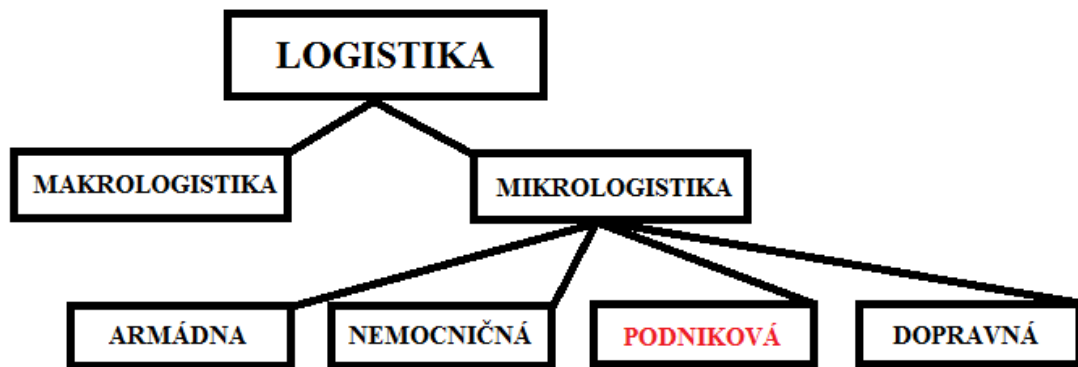 LOGISTIKA
MAKROLOGISTIKA
MIKROLOGISTIKA
ARMÁDNA
NEMOCNIČNÁ
PODNIKOVÁ
DOPRAVNÁ